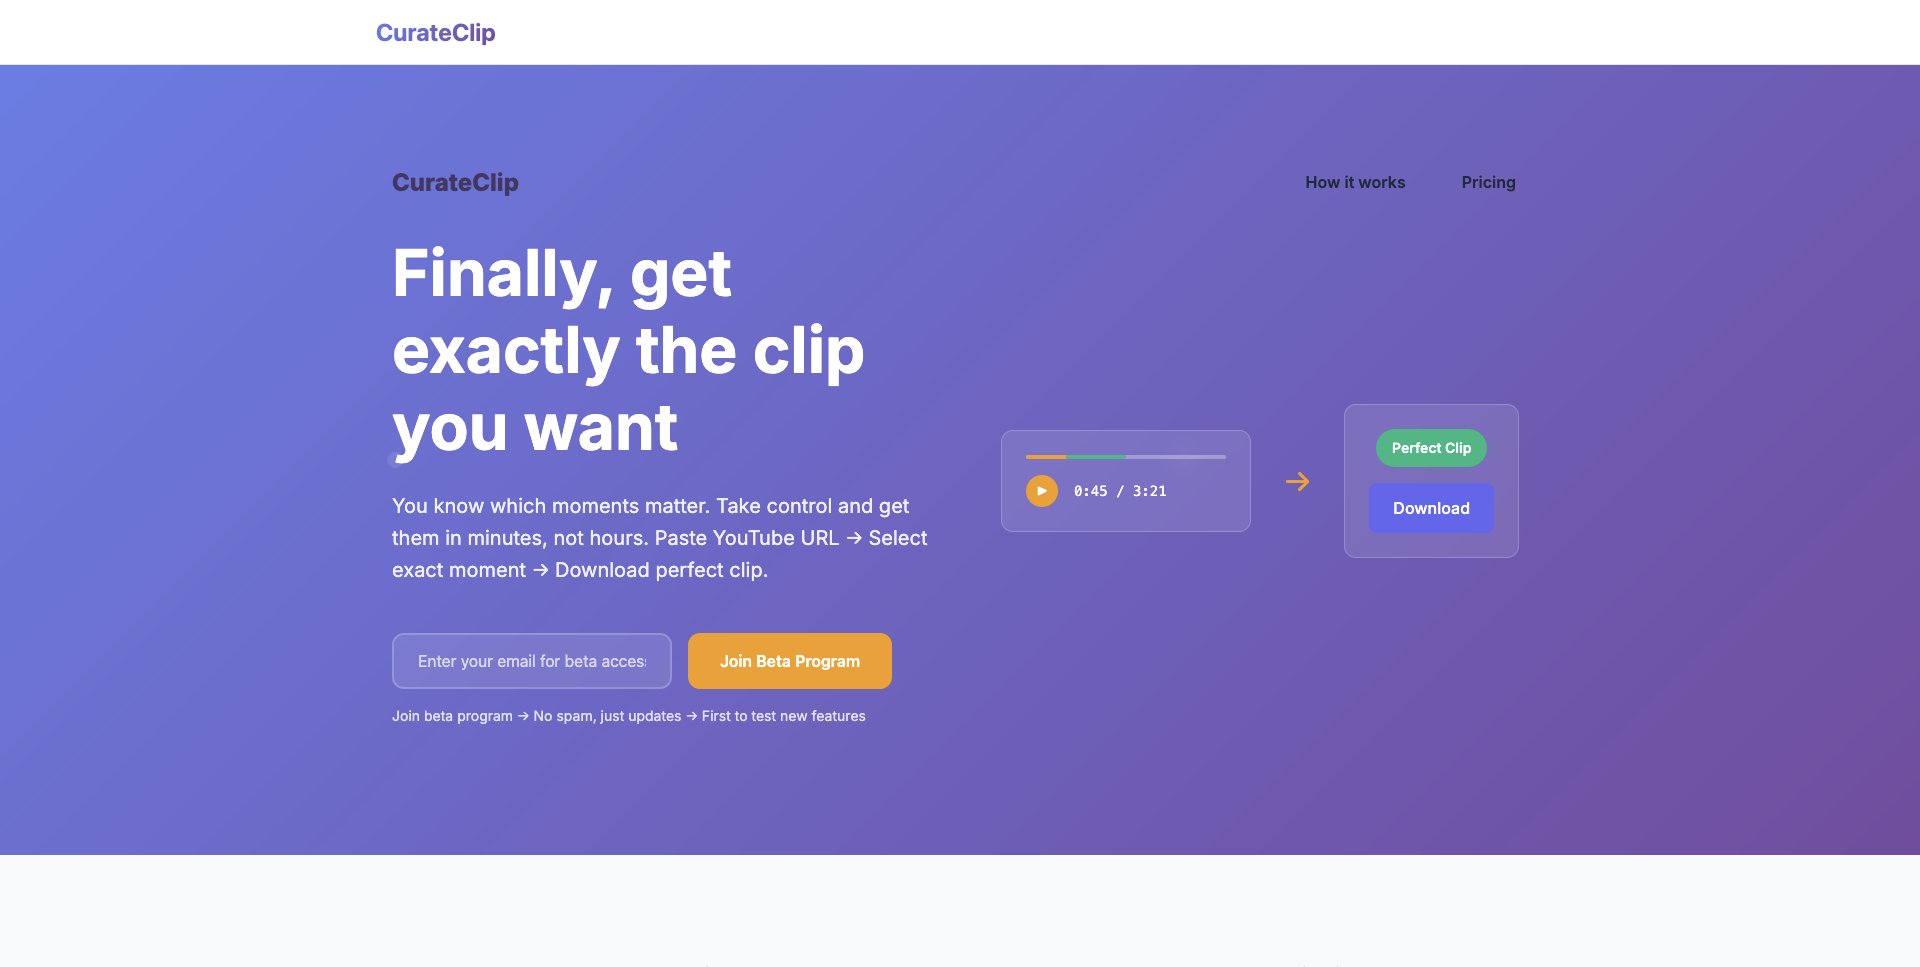 CurateClip
CurateClip
How it works
Pricing
Finally, get
exactly the clip
you want
You know which moments matter. Take control and get
them in minutes, not hours. Paste YouTube URL → Select
exact moment → Download perfect clip.
0:45 / 3:21
→
Perfect Clip
Download
Enter your email for beta access
Join Beta Program
Join beta program → No spam, just updates → First to test new features